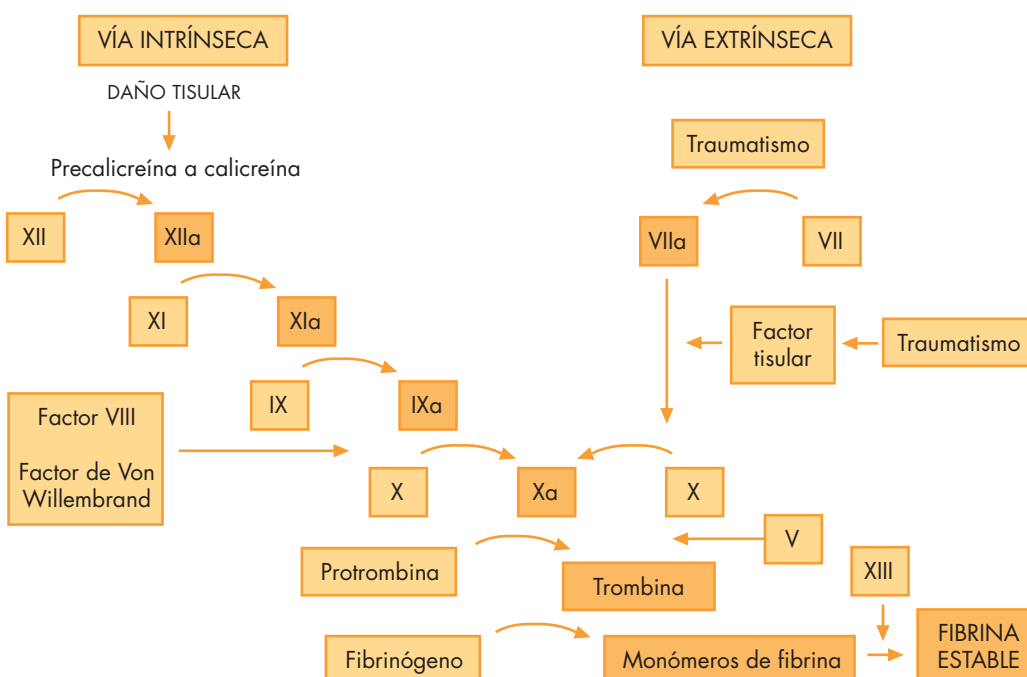 VÍA INTRÍNSECA
VÍA EXTRÍNSECA
DAÑO TISULAR
Traumatismo
Precalicreína a calicreína
XII
XIIa
VIIa
VII
XI
XIa
Factor
tisular
Traumatismo
IX
IXa
Factor VIII
Factor de Von
Willembrand
X
Xa
X
V
Protrombina
Trombina
XIII
Fibrinógeno
Monómeros de fibrina
FIBRINA
ESTABLE